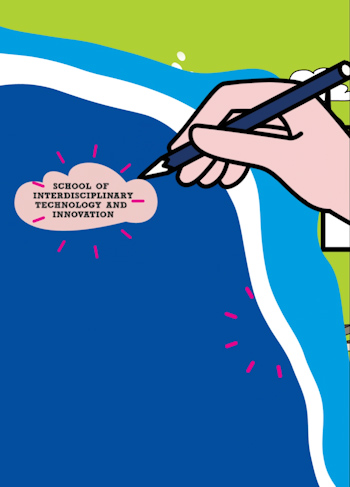 SCHOOL OF
INTERDISCIPLINARY
TECHNOLOGY AND
INNOVATION